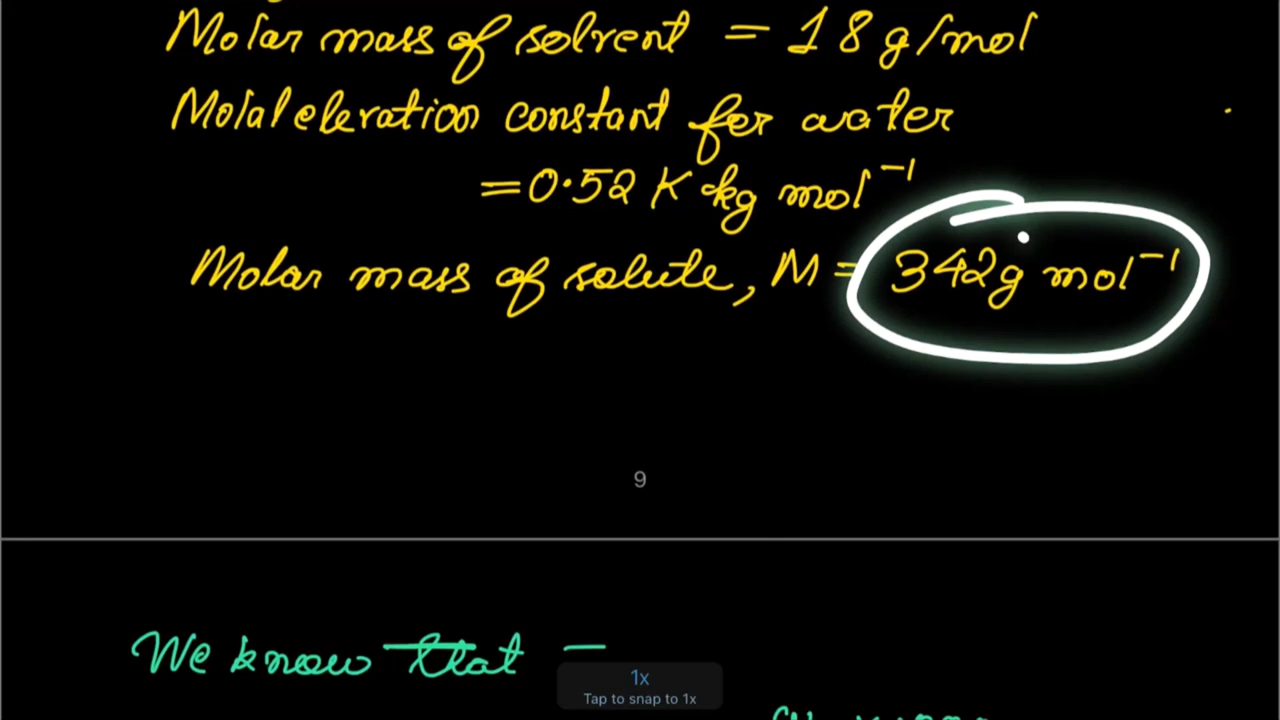 Molar mass of solvent = 18 g/mol
Molal elevation constant for water
= 0.52 K kg mol⁻¹
Molar mass of solute, M = 342g mol⁻¹
9
We know that –
1x
Tap to snap to 1x